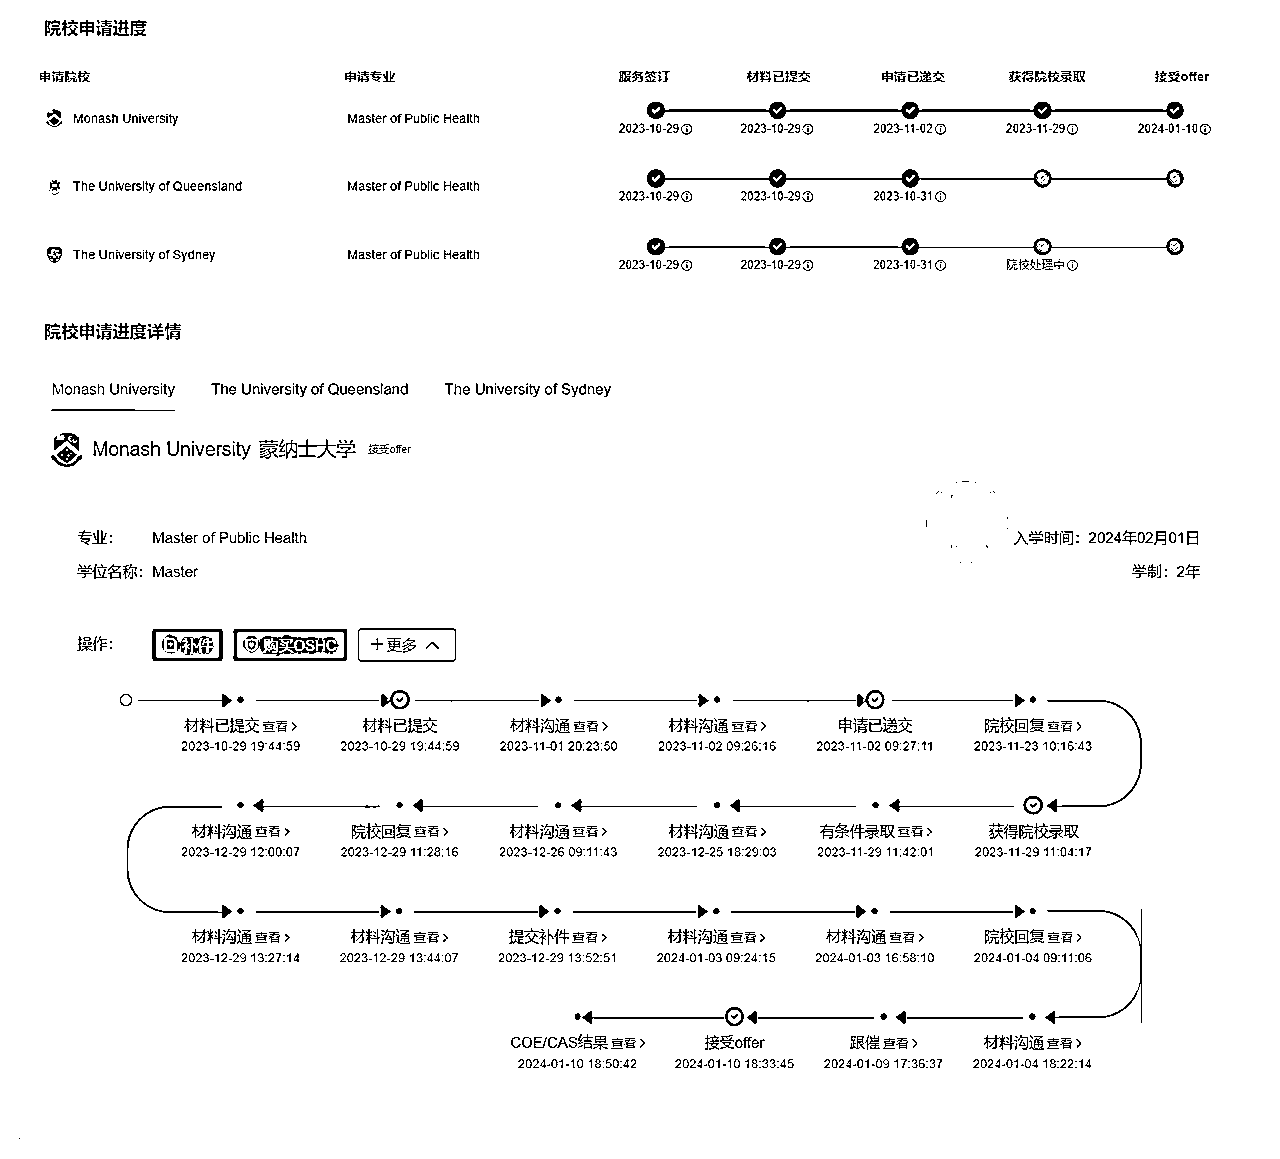 院校申请进度
申请院校 申请专业 服务签订 材料已提交 申请已递交 获得院校录取 接受offer
Monash University Master of Public Health 2023-10-29 2023-10-29 2023-11-02 2023-11-29 2024-01-10
The University of Queensland Master of Public Health 2023-10-29 2023-10-29 2023-10-31
The University of Sydney Master of Public Health 2023-10-29 2023-10-29 2023-10-31 院校处理中
院校申请进度详情
Monash University The University of Queensland The University of Sydney
Monash University 蒙纳士大学 接受offer
专业： Master of Public Health 入学时间：2024年02月01日
学位名称：Master 学制：2年
操作： 补件 购买OSHC 更多
材料已提交 查看 材料已提交 材料沟通 查看 材料沟通 查看 申请已递交 院校回复 查看
2023-10-29 19:44:59 2023-10-29 19:44:59 2023-11-01 20:23:50 2023-11-02 09:26:16 2023-11-02 09:27:11 2023-11-23 10:16:43
材料沟通 查看 院校回复 查看 材料沟通 查看 材料沟通 查看 有条件录取 查看 获得院校录取
2023-12-29 12:00:07 2023-12-29 11:28:16 2023-12-26 09:11:43 2023-12-25 18:29:03 2023-11-29 11:42:01 2023-11-29 11:04:17
材料沟通 查看 材料沟通 查看 提交补件 查看 材料沟通 查看 材料沟通 查看 院校回复 查看
2023-12-29 13:27:14 2023-12-29 13:44:07 2023-12-29 13:52:51 2024-01-03 09:24:15 2024-01-03 16:58:10 2024-01-04 09:11:06
COE/CAS结果 查看 接受offer 跟催 查看 材料沟通 查看
2024-01-10 18:50:42 2024-01-10 18:33:45 2024-01-09 17:36:37 2024-01-04 18:22:14